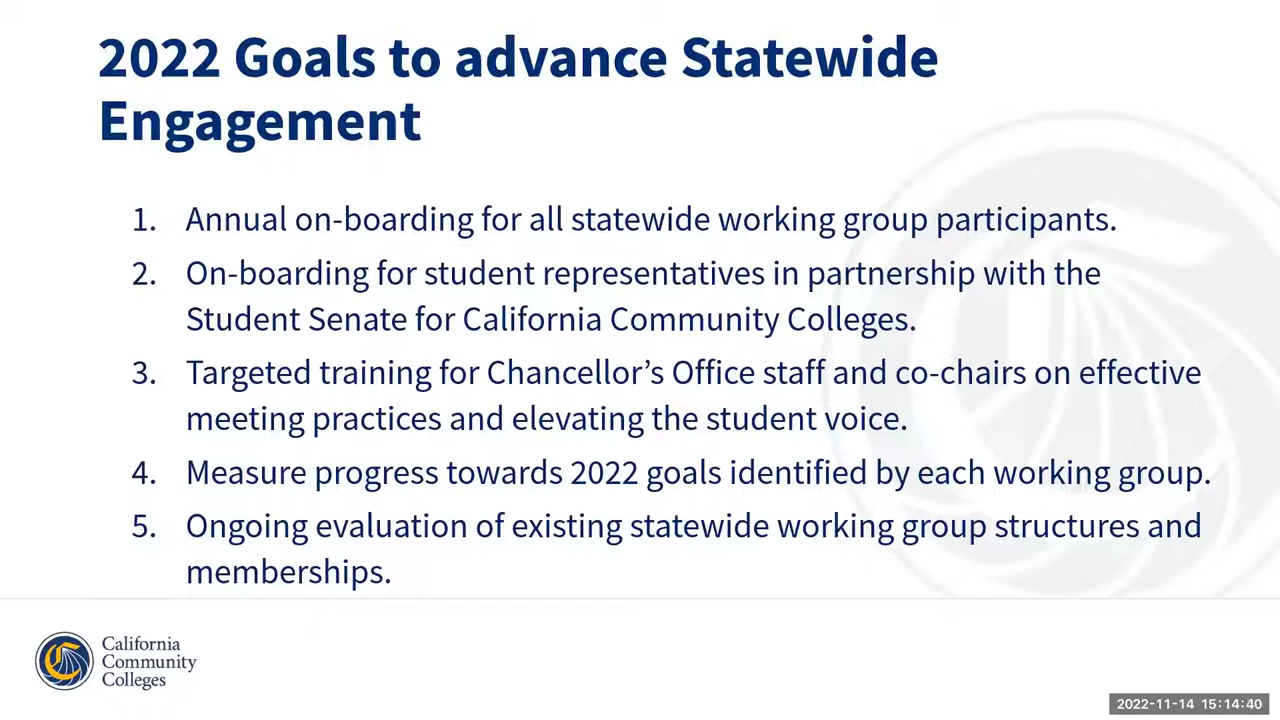 2022 Goals to advance Statewide
Engagement
1. Annual on-boarding for all statewide working group participants.
2. On-boarding for student representatives in partnership with the
Student Senate for California Community Colleges.
3. Targeted training for Chancellor’s Office staff and co-chairs on effective
meeting practices and elevating the student voice.
4. Measure progress towards 2022 goals identified by each working group.
5. Ongoing evaluation of existing statewide working group structures and
memberships.
California
Community
Colleges
2022-11-14 15:14:40